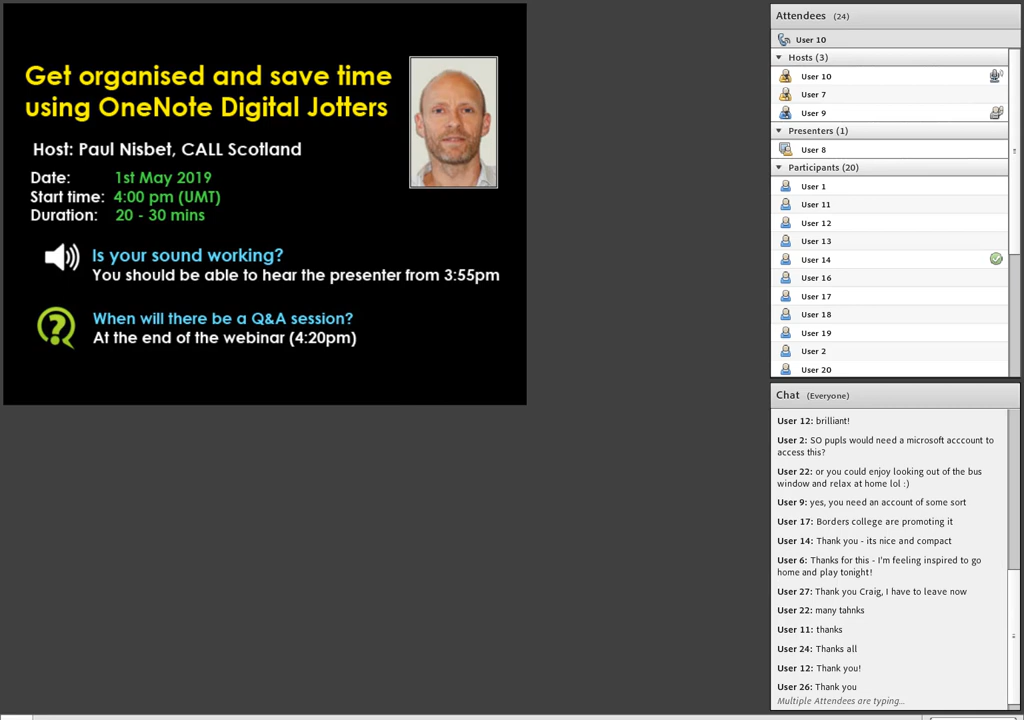 Get organised and save time
using OneNote Digital Jotters
Host: Paul Nisbet, CALL Scotland
Date: 1st May 2019
Start time: 4:00 pm (UMT)
Duration: 20 - 30 mins
Is your sound working?
You should be able to hear the presenter from 3:55pm
When will there be a Q&A session?
At the end of the webinar (4:20pm)
Attendees (24)
User 10
Hosts (3)
User 10
User 7
User 9
Presenters (1)
User 8
Participants (20)
User 1
User 11
User 12
User 13
User 14
User 16
User 17
User 18
User 19
User 2
User 20
Chat (Everyone)
User 12: brilliant!
User 2: SO pupls would need a microsoft acccount to
access this?
User 22: or you could enjoy looking out of the bus
window and relax at home lol :)
User 9: yes, you need an account of some sort
User 17: Borders college are promoting it
User 14: Thank you - its nice and compact
User 6: Thanks for this - I'm feeling inspired to go
home and play tonight!
User 27: Thank you Craig, I have to leave now
User 22: many tahnks
User 11: thanks
User 24: Thanks all
User 12: Thank you!
User 26: Thank you
Multiple Attendees are typing...